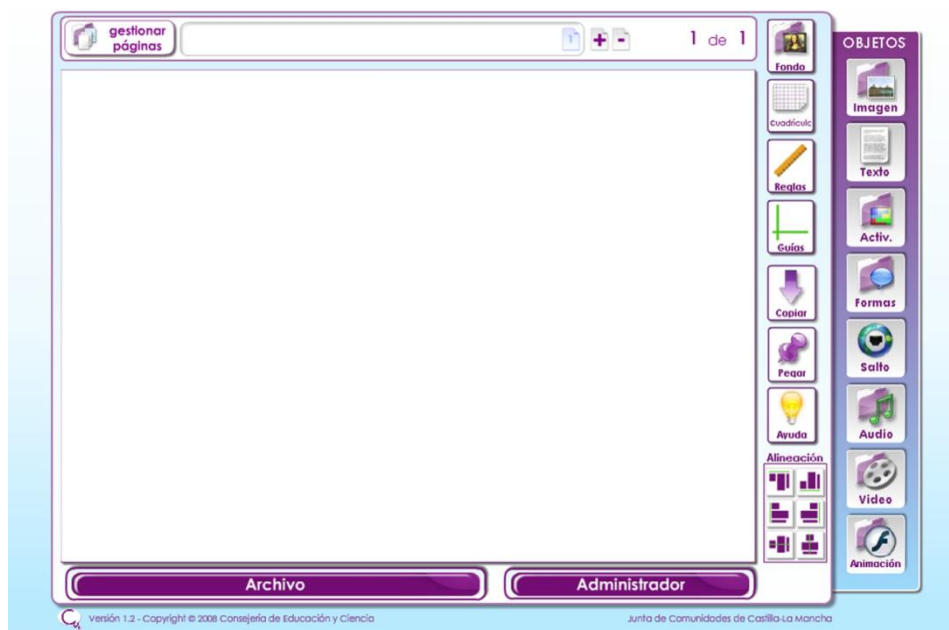 gestionar
páginas
1
1 de 1
Fondo
Cuadrícula
Reglas
Guías
Copiar
Pegar
Ayuda
Alineación
OBJETOS
Imagen
Texto
Activ.
Formas
Salto
Audio
Video
Animación
Archivo
Administrador
Versión 1.2 - Copyright © 2008 Consejería de Educación y Ciencia
Junta de Comunidades de Castilla-La Mancha